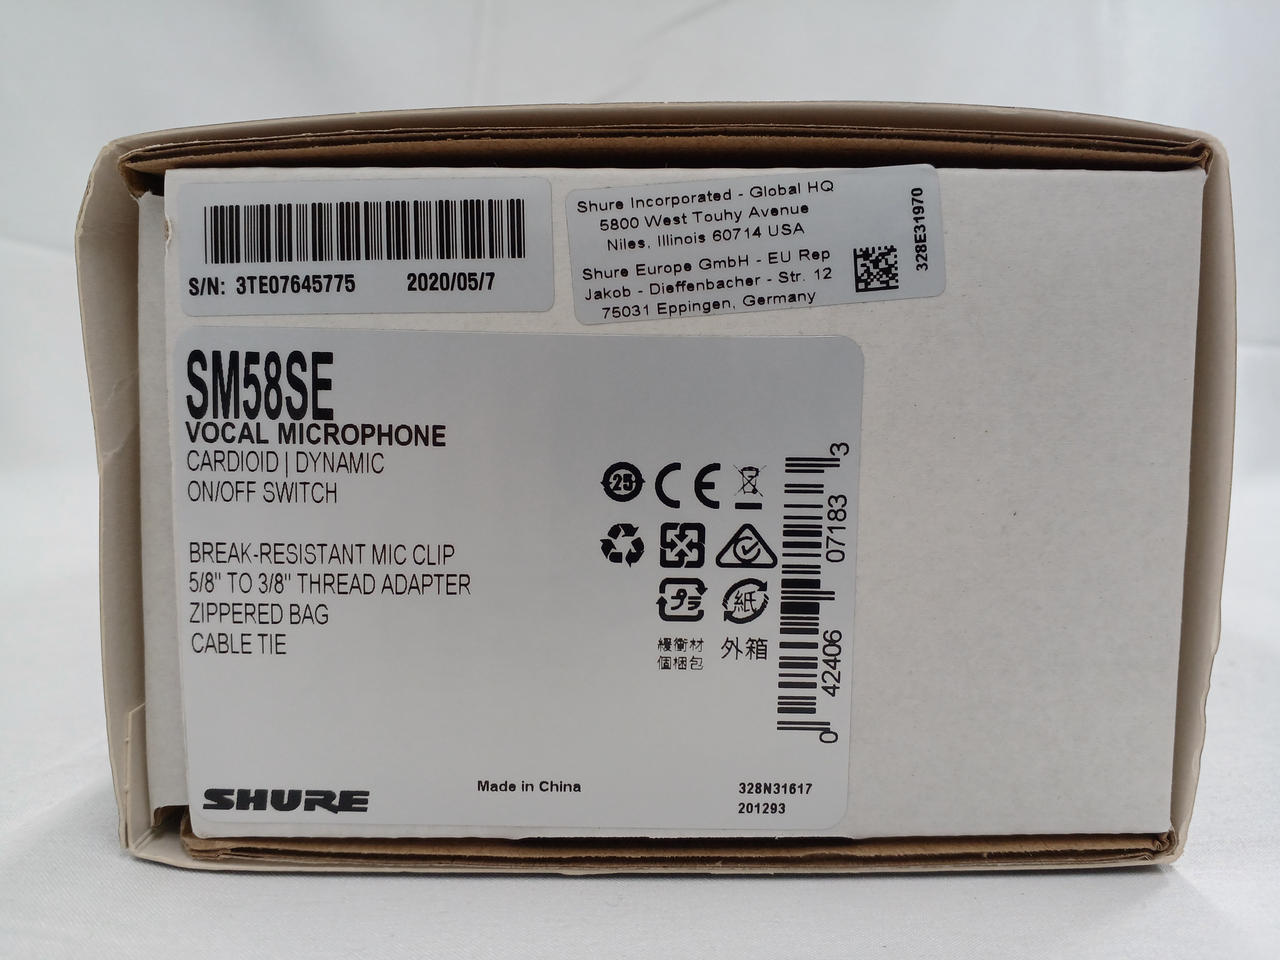 S/N: 3TE07645775 2020/05/7
Shure Incorporated - Global HQ
5800 West Touhy Avenue
Niles, Illinois 60714 USA
Shure Europe GmbH - EU Rep
Jakob - Dieffenbacher - Str. 12
75031 Eppingen, Germany
328E31970
SM58SE
VOCAL MICROPHONE
CARDIOID | DYNAMIC
ON/OFF SWITCH
BREAK-RESISTANT MIC CLIP
5/8" TO 3/8" THREAD ADAPTER
ZIPPERED BAG
CABLE TIE
25
CE
プラ
紙
緩衝材
個梱包
外箱
0 42406 07183 3
SHURE
Made in China
328N31617
201293